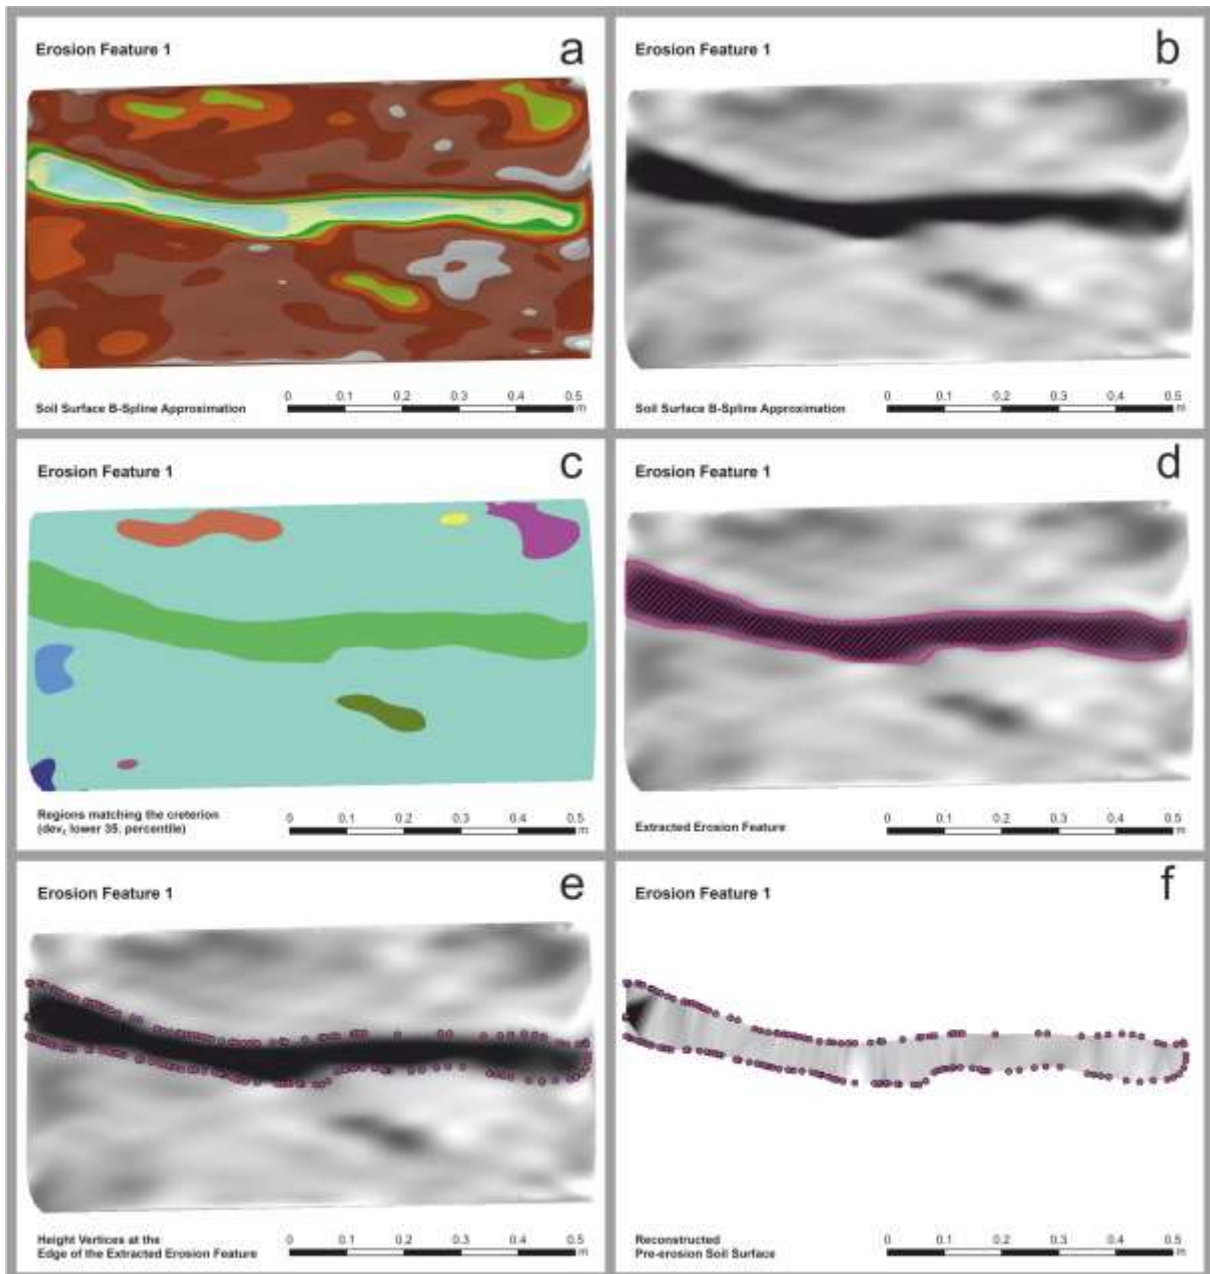 Erosion Feature 1
a
Soil Surface B-Spline Approximation
0 0.1 0.2 0.3 0.4 0.5
m
Erosion Feature 1
b
Soil Surface B-Spline Approximation
0 0.1 0.2 0.3 0.4 0.5
m
Erosion Feature 1
c
Regions matching the creterion
(devₛ lower 35. percentile)
0 0.1 0.2 0.3 0.4 0.5
m
Erosion Feature 1
d
Extracted Erosion Feature
0 0.1 0.2 0.3 0.4 0.5
m
Erosion Feature 1
e
Height Vertices at the
Edge of the Extracted Erosion Feature
0 0.1 0.2 0.3 0.4 0.5
m
Erosion Feature 1
f
Reconstructed
Pre-erosion Soil Surface
0 0.1 0.2 0.3 0.4 0.5
m